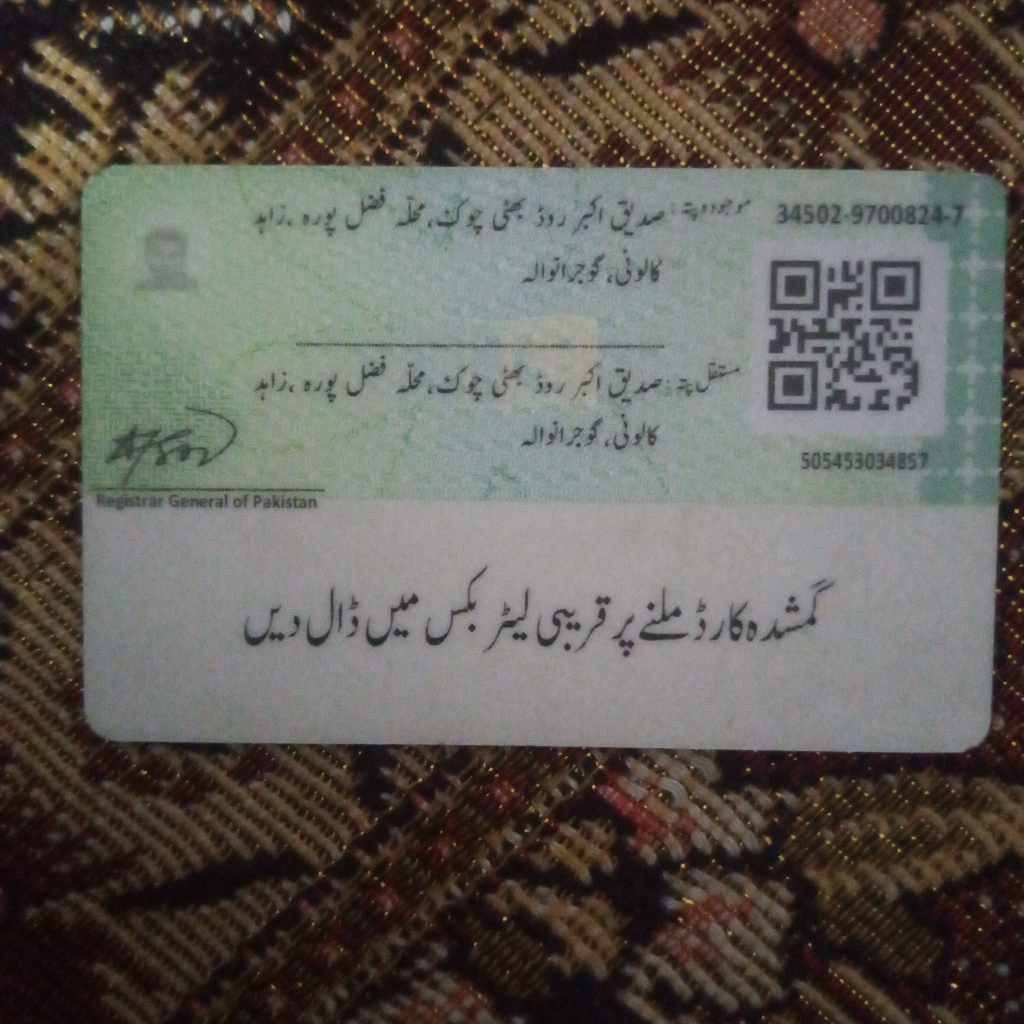 34502-9700824-7
موجودہ پتہ: صدیق اکبر روڈ بھٹی چوک، محلہ فضل پورہ، زاہد
کالونی، گوجرانوالہ
مستقل پتہ: صدیق اکبر روڈ بھٹی چوک، محلہ فضل پورہ، زاہد
کالونی، گوجرانوالہ
505453034857
Registrar General of Pakistan
گمشدہ کارڈ ملنے پر قریبی لیٹر بکس میں ڈال دیں